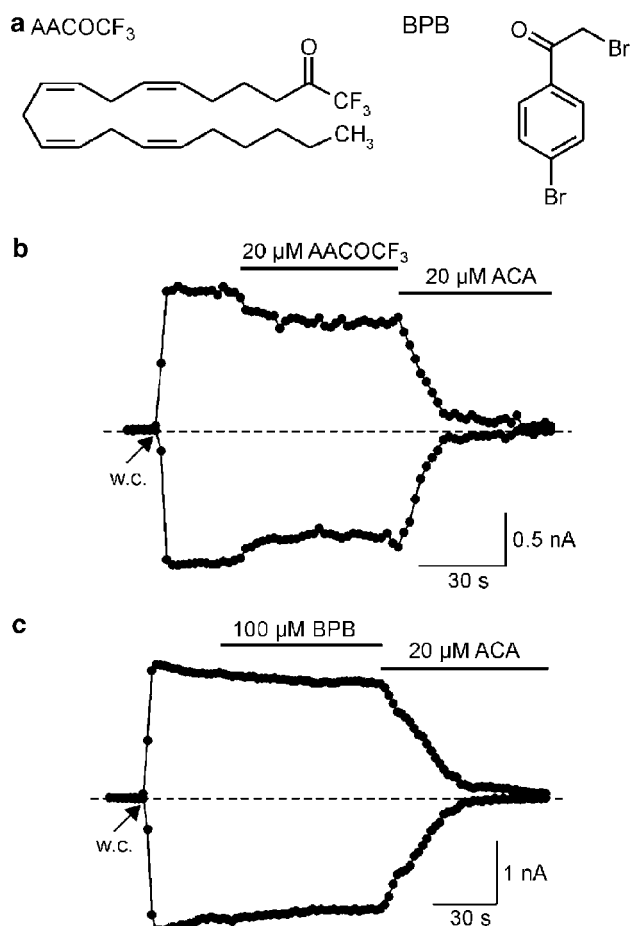 a AACOCF₃
BPB
O
CF₃
CH₃
O
Br
Br
b
20 µM AACOCF₃
20 µM ACA
w.c.
0.5 nA
30 s
c
100 µM BPB
20 µM ACA
w.c.
1 nA
30 s